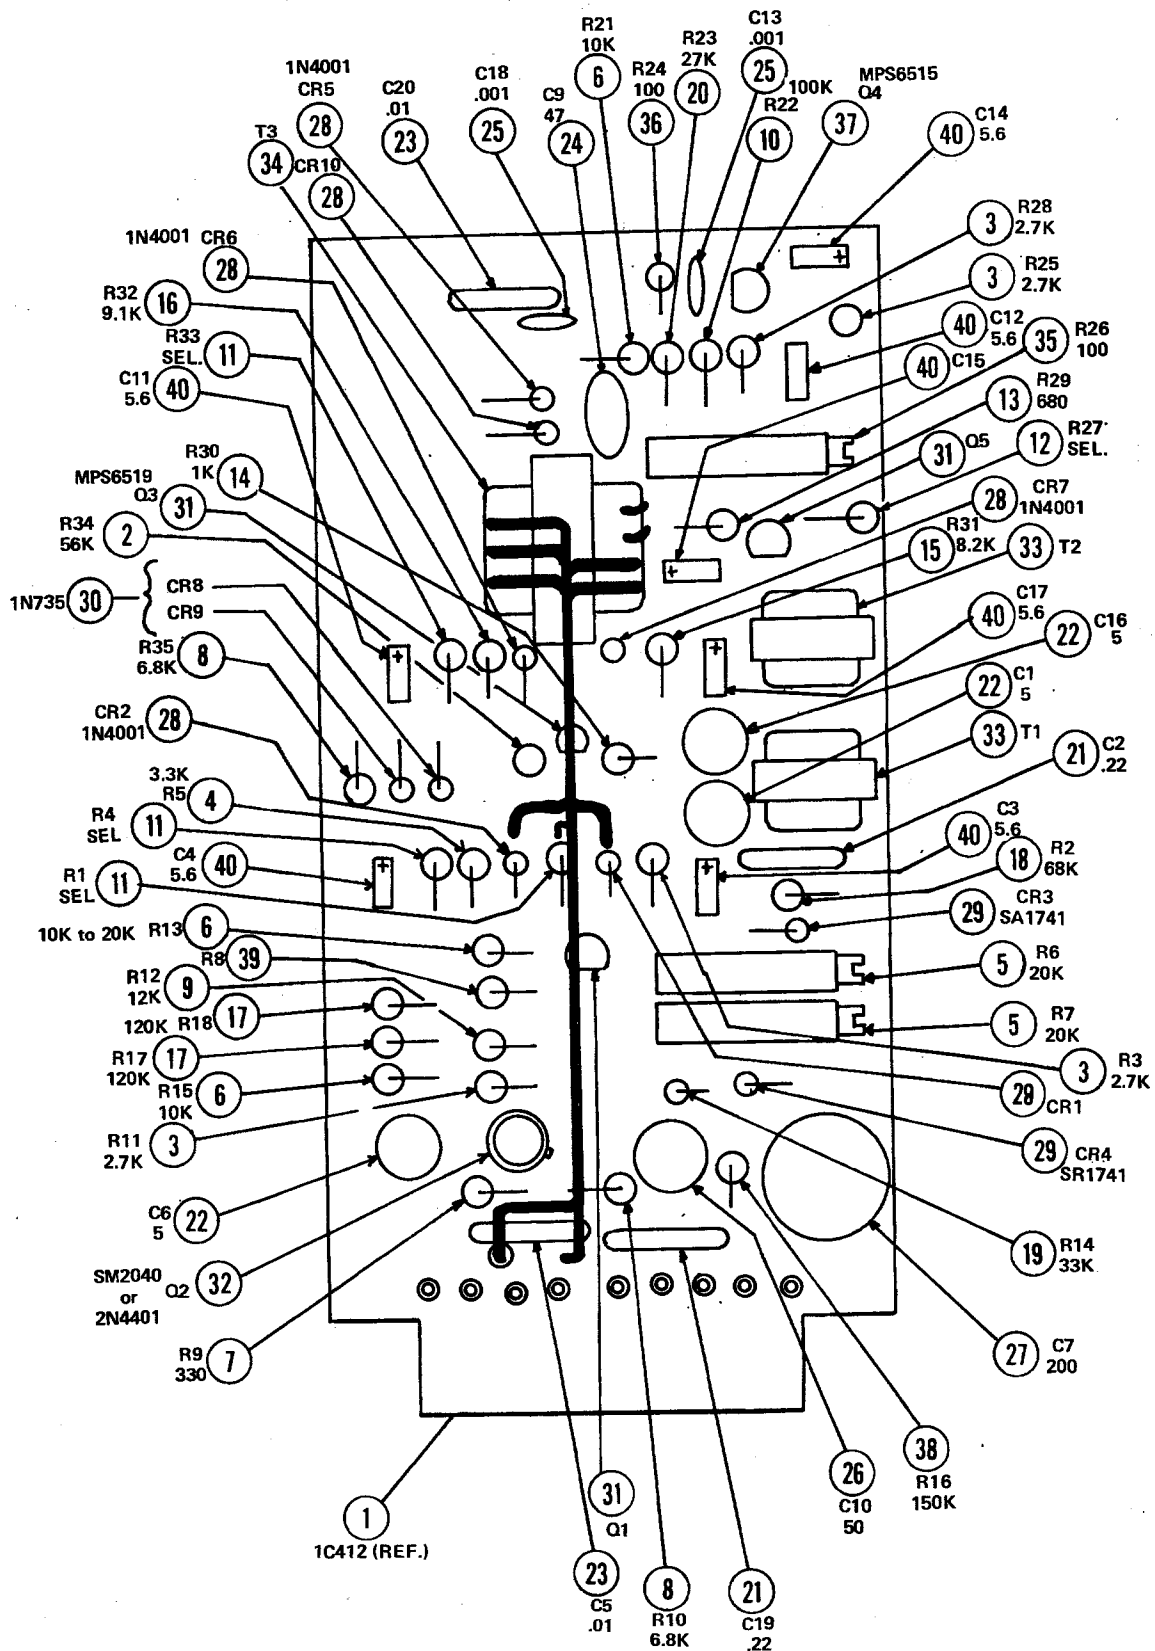 R21
10K
6
R24
100
36
R23
27K
20
C13
.001
25
100K
R22
10
MPS6515
Q4
37
40
C14
5.6
+
1N4001
CR5
28
C20
.01
23
C18
.001
25
C9
47
24
T3
34
CR10
28
3
R28
2.7K
1N4001
CR6
28
3
R25
2.7K
R32
9.1K
16
R33
SEL.
11
40
C12
5.6
35
R26
100
40
C15
C11
5.6
40
13
R29
680
12
R27
SEL.
31
Q5
R30
1K
14
MPS6519
Q3
31
28
CR7
1N4001
R34
56K
2
15
R31
8.2K
33
T2
+
1N735
30
CR8
CR9
40
C17
5.6
22
C16
5
R35
6.8K
8
+
+
22
C1
5
CR2
1N4001
28
33
T1
21
C2
.22
3.3K
R5
4
R4
SEL
11
40
C3
5.6
C4
5.6
40
18
R2
68K
+
+
R1
SEL
11
29
CR3
SA1741
10K to 20K
R13
6
R8
39
5
R6
20K
R12
12K
9
120K
R18
17
5
R7
20K
R17
120K
17
3
R3
2.7K
R15
10K
6
29
CR1
R11
2.7K
3
29
CR4
SR1741
C6
5
22
19
R14
33K
SM2040
or
2N4401
Q2
32
R9
330
7
27
C7
200
38
R16
150K
26
C10
50
1
1C412 (REF.)
31
Q1
23
C5
.01
8
R10
6.8K
21
C19
.22